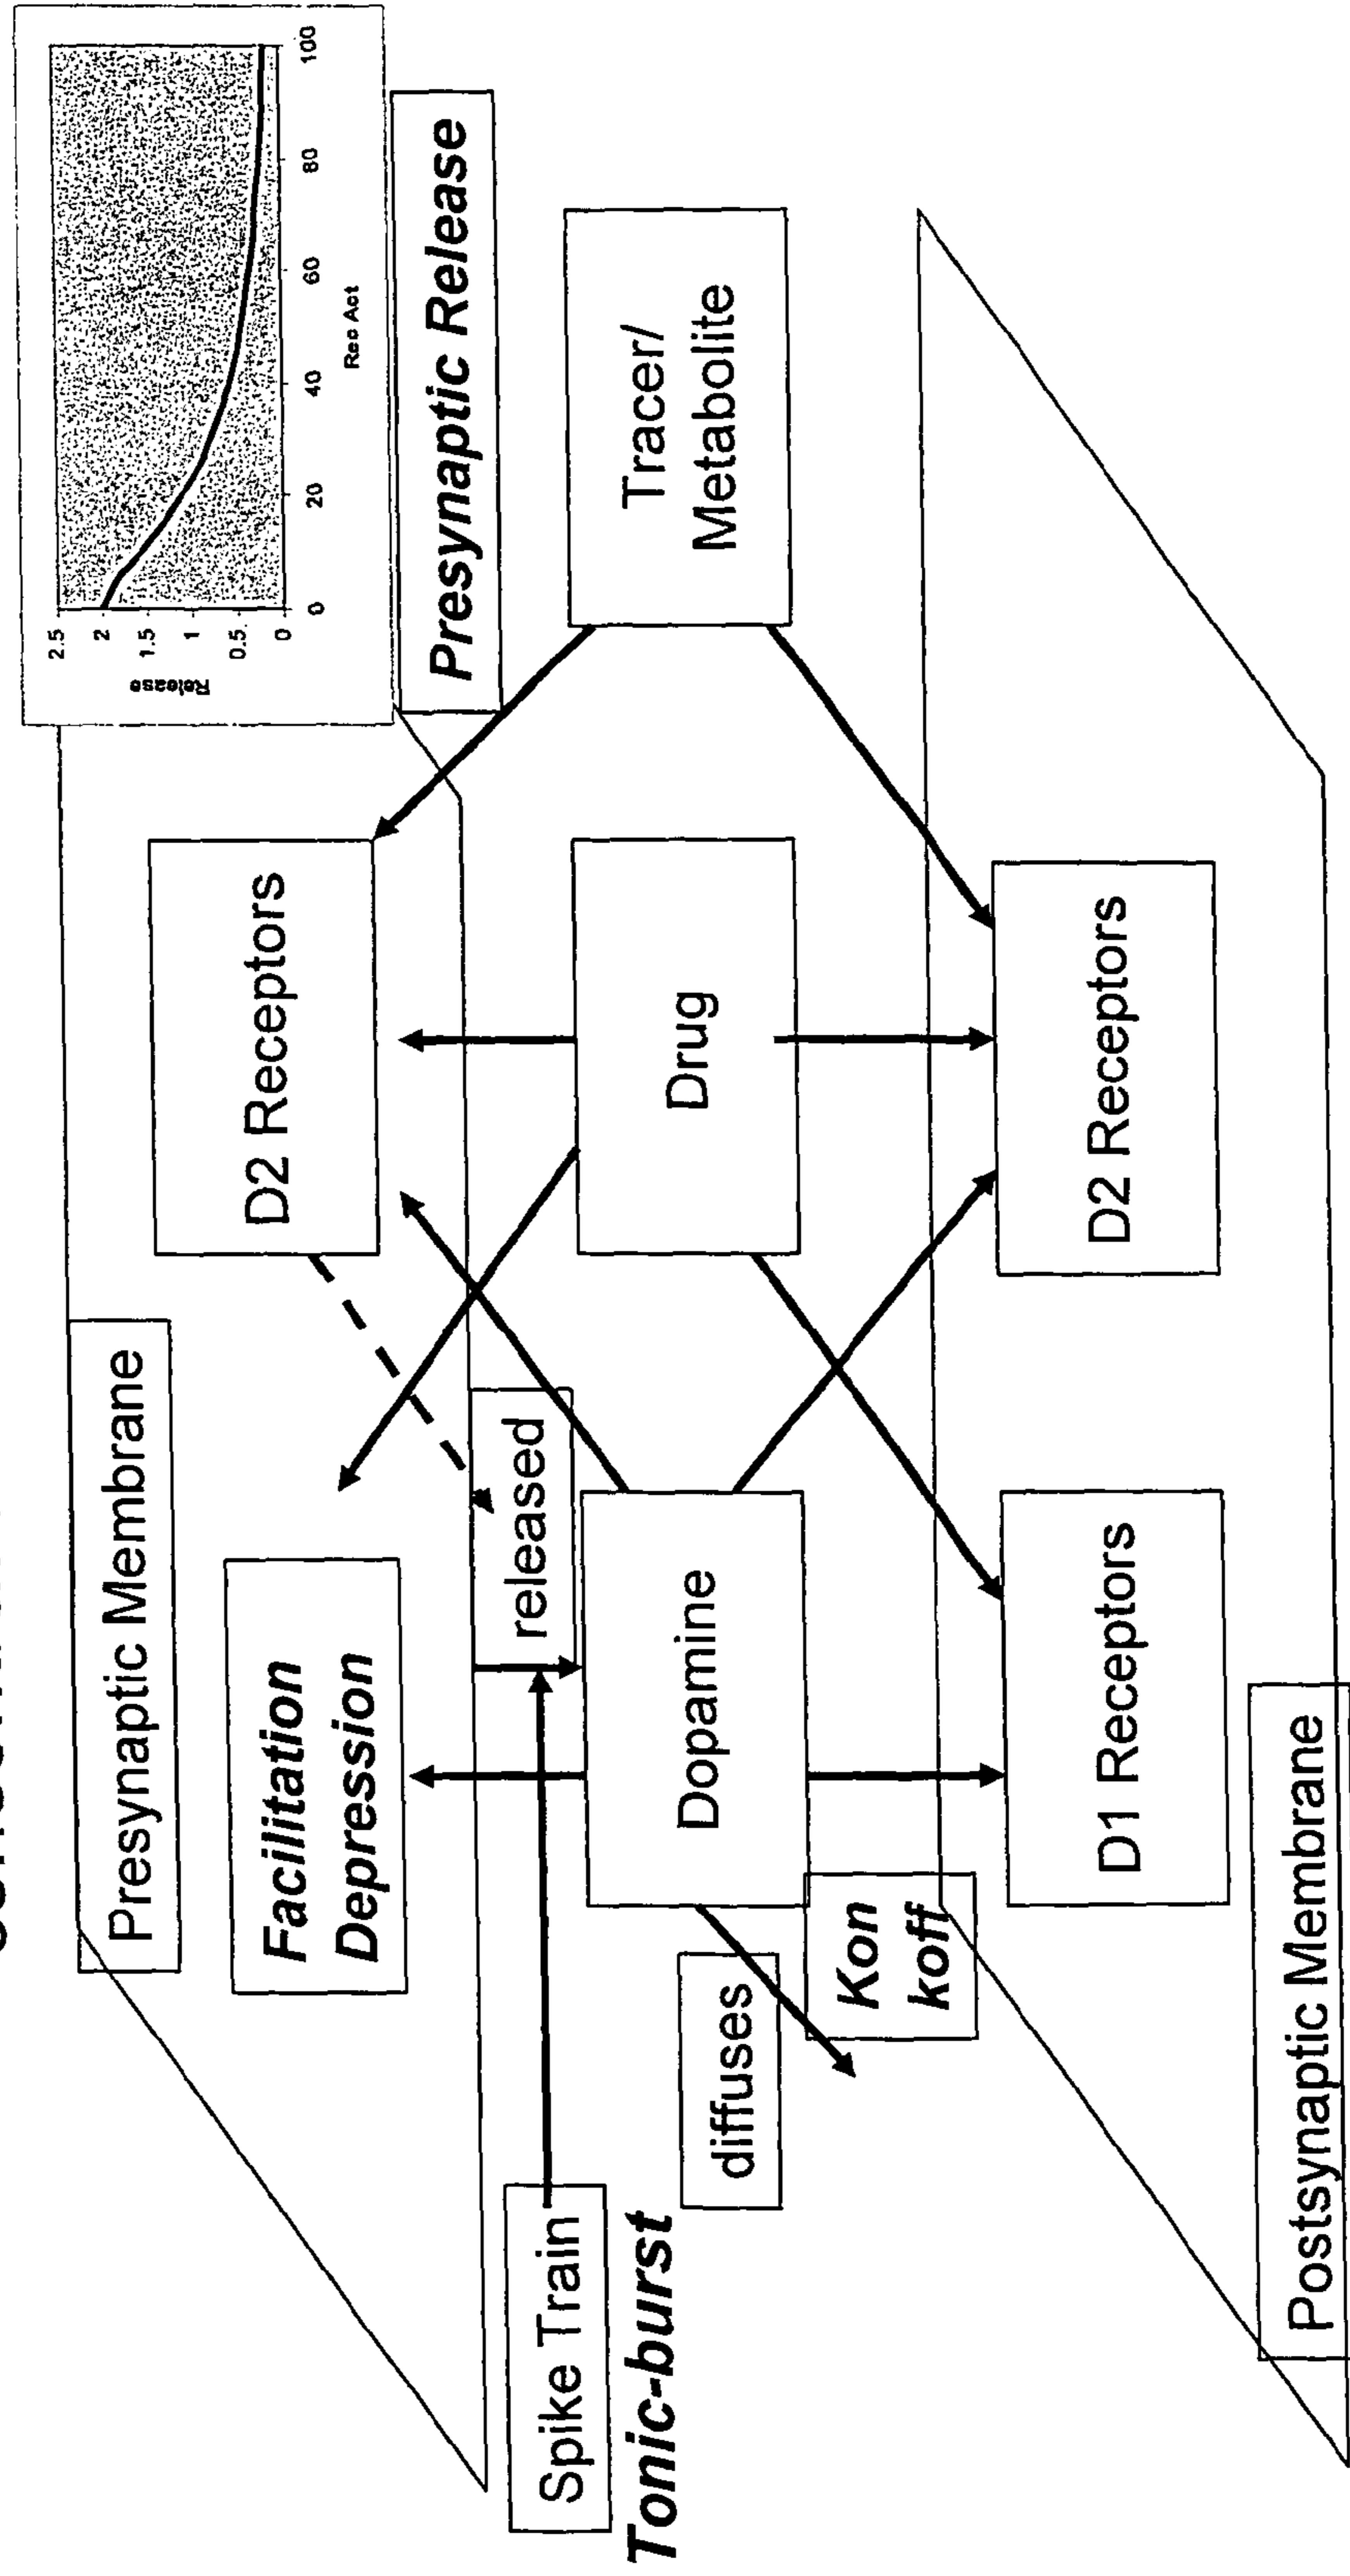 Presynaptic Membrane
2.5
2
1.5
1
0.5
0
Release
0
20
40
60
80
100
Rec Act
Presynaptic Release
Facilitation
Depression
D2 Receptors
released
Spike Train
Tonic-burst
Dopamine
Drug
Tracer/
Metabolite
diffuses
Kon
koff
D1 Receptors
D2 Receptors
Postsynaptic Membrane